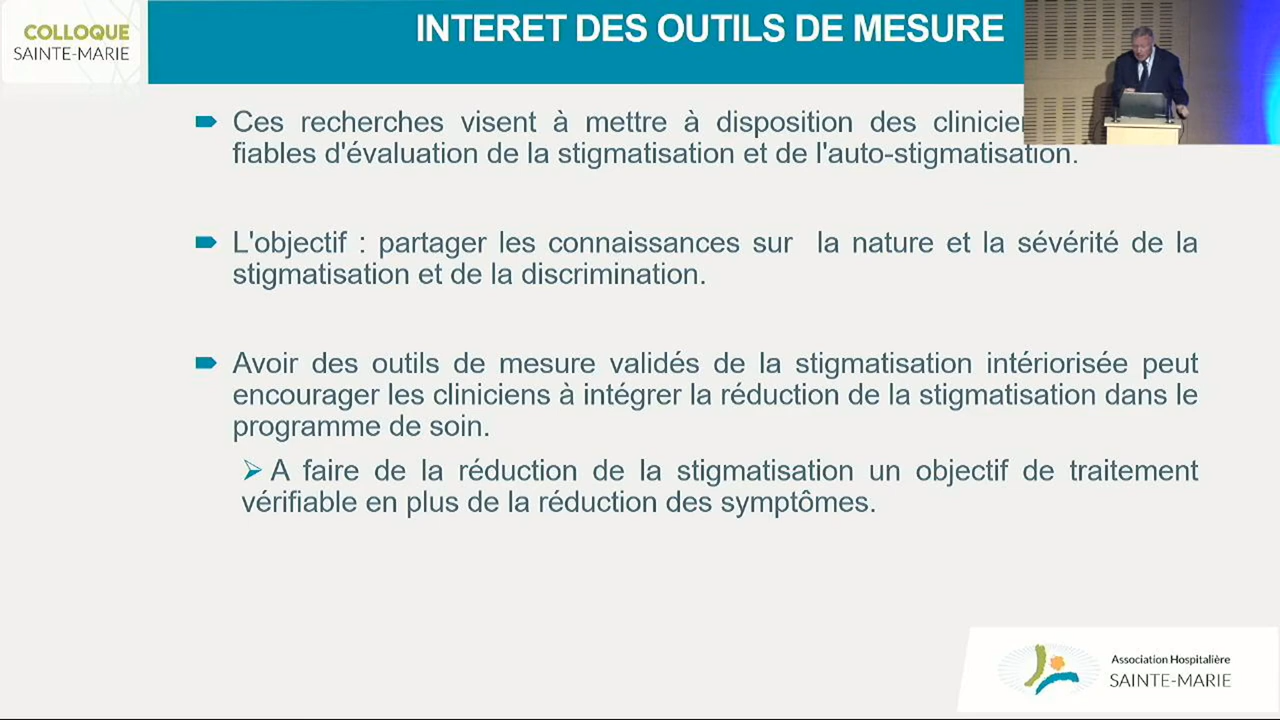 COLLOQUE
SAINTE-MARIE
INTERET DES OUTILS DE MESURE
Ces recherches visent à mettre à disposition des
fiables d'évaluation de la stigmatisation et de l'auto-stigmatisation.
L'objectif : partager les connaissances sur la nature et la sévérité de la
stigmatisation et de la discrimination.
Avoir des outils de mesure validés de la stigmatisation intériorisée peut
encourager les cliniciens à intégrer la réduction de la stigmatisation dans le
programme de soin.
A faire de la réduction de la stigmatisation un objectif de traitement
vérifiable en plus de la réduction des symptômes.
Association Hospitalière
SAINTE-MARIE